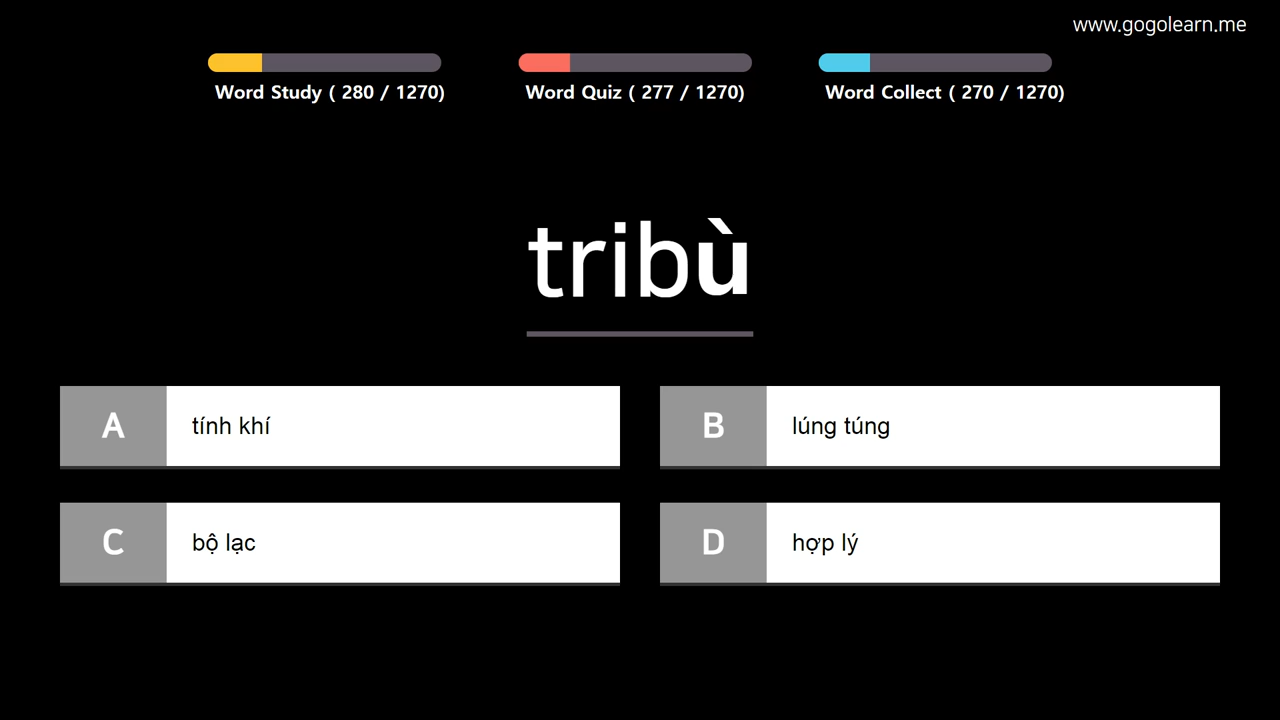 www.gogolearn.me
Word Study ( 280 / 1270)
Word Quiz ( 277 / 1270)
Word Collect ( 270 / 1270)
tribù
A
tính khí
B
lúng túng
C
bộ lạc
D
hợp lý